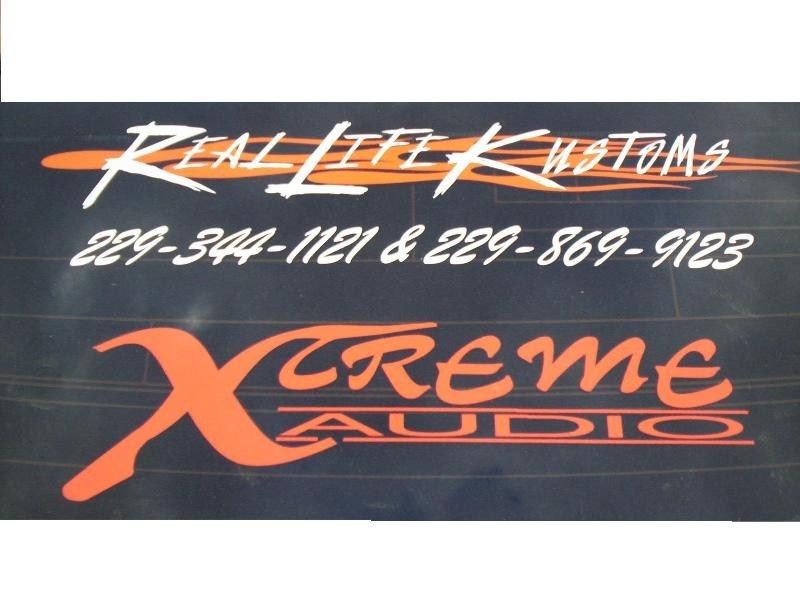 Real Life Kustoms
229-344-1121 & 229-869-9123
Xtreme
Audio